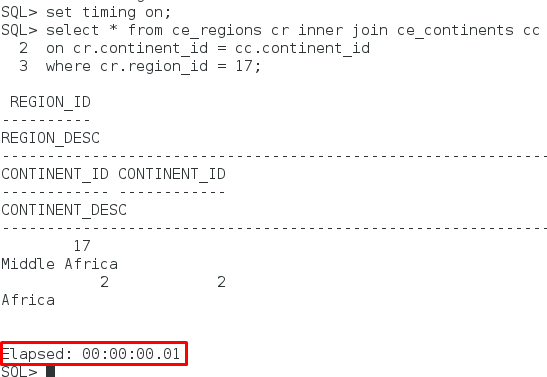 SQL> set timing on;
SQL> select * from ce_regions cr inner join ce_continents cc
  2  on cr.continent_id = cc.continent_id
  3  where cr.region_id = 17;

 REGION_ID
----------
REGION_DESC
--------------------------------------------------------------------------------
CONTINENT_ID CONTINENT_ID
------------ ------------
CONTINENT_DESC
--------------------------------------------------------------------------------
        17
Middle Africa
           2            2
Africa

Elapsed: 00:00:00.01
SQL>